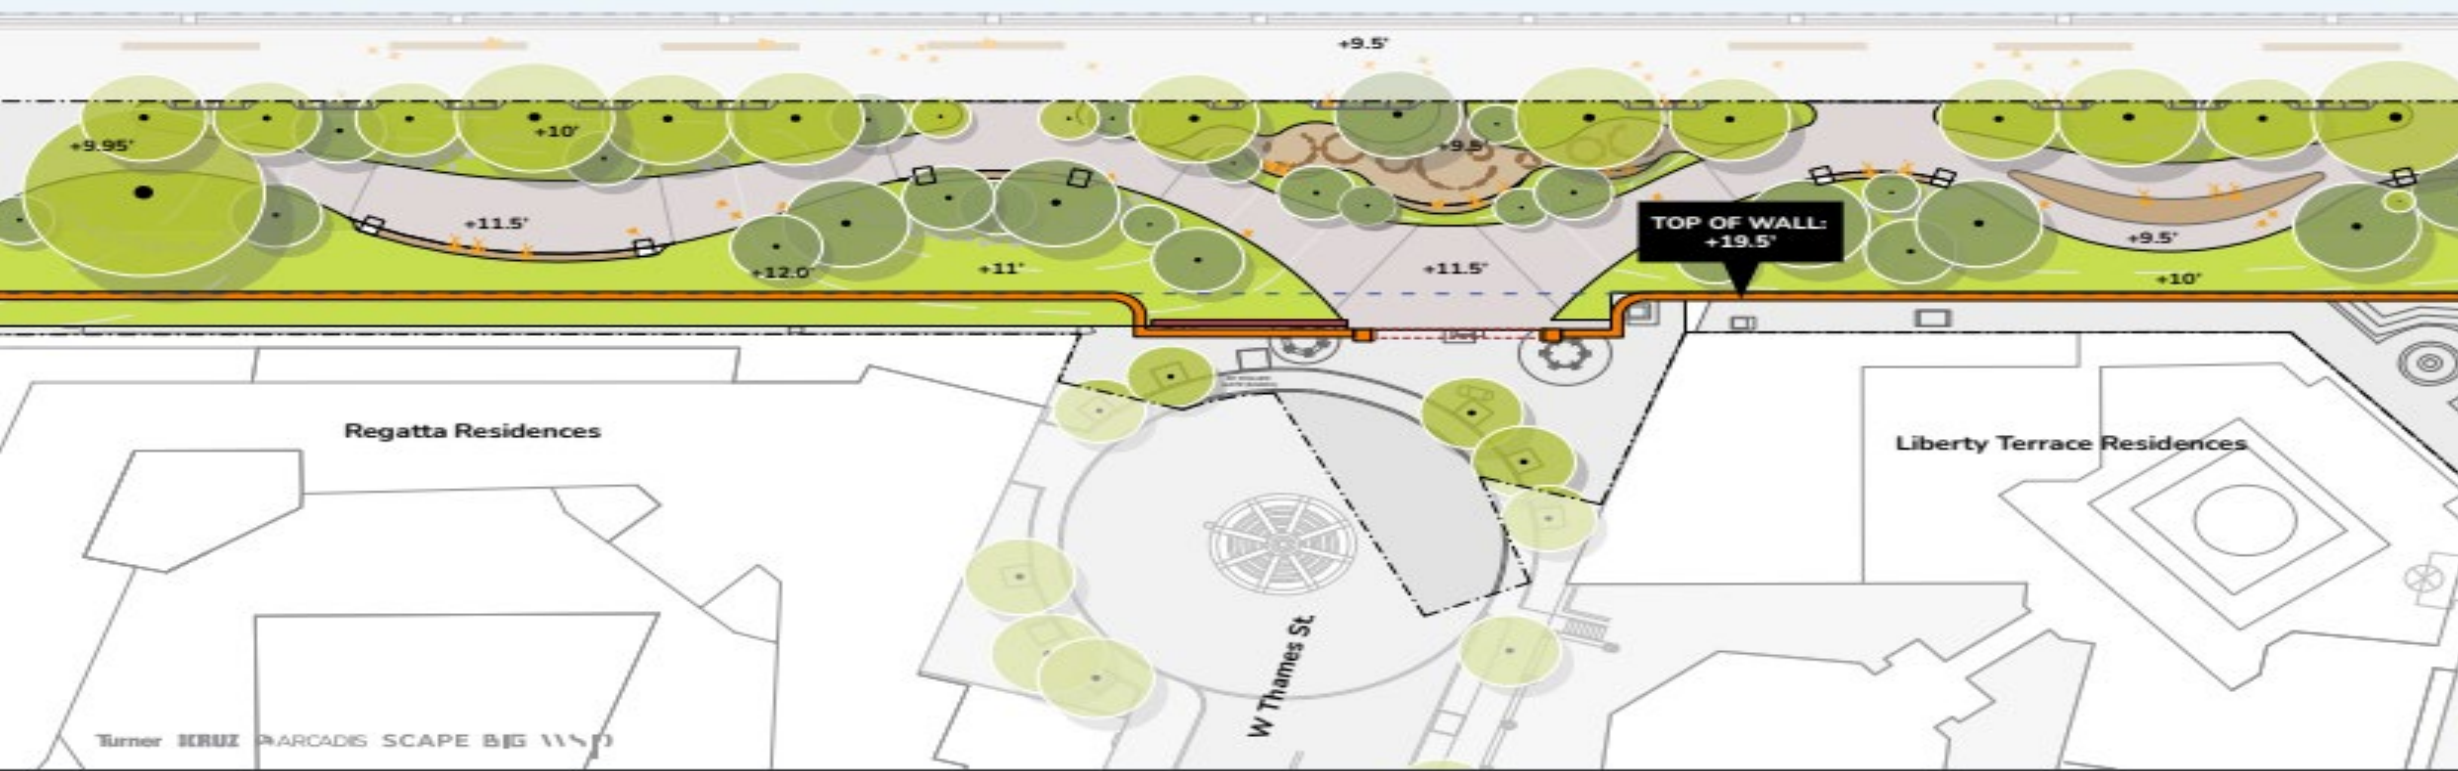 +9.5'
+10'
+9.95'
+9.5'
+11.5'
+9.5'
TOP OF WALL:
+19.5'
+12.0'
+11'
+11.5'
+10'
Regatta Residences
Liberty Terrace Residences
W Thames St
Turner KRUZ ARCADIS SCAPE BIG WSP